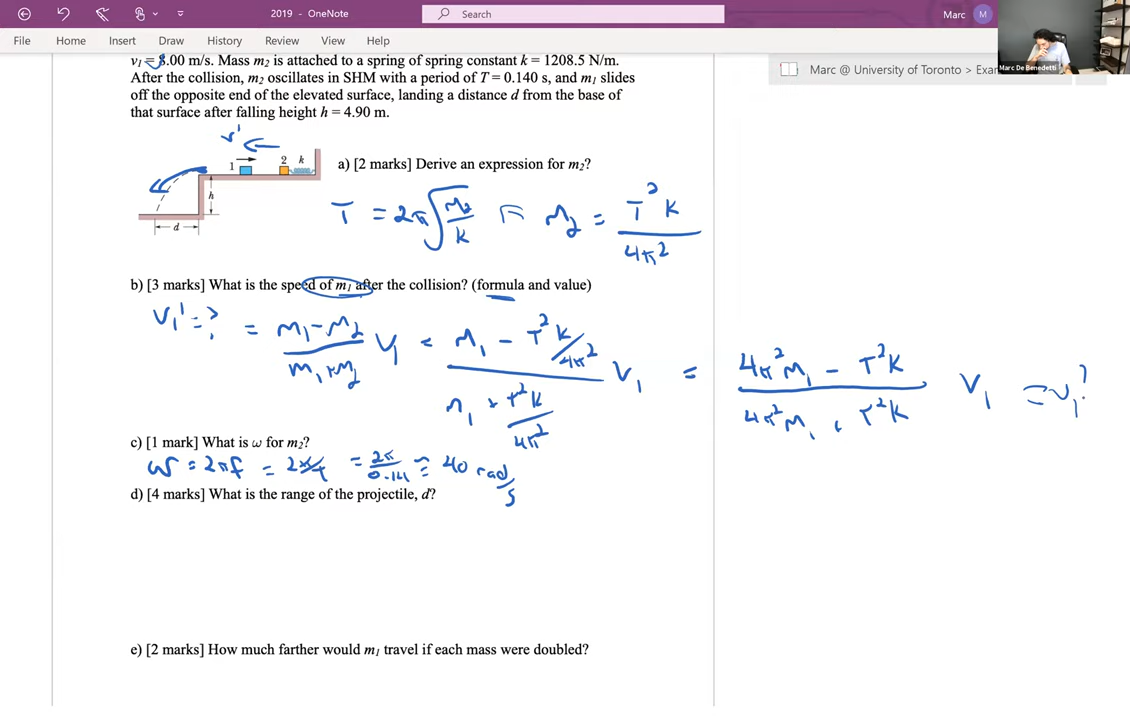 2019 - OneNote
Search
Marc
M
File Home Insert Draw History Review View Help
Marc De Benedetti
Marc @ University of Toronto > Exa
v1 = 8.00 m/s. Mass m2 is attached to a spring of spring constant k = 1208.5 N/m.
After the collision, m2 oscillates in SHM with a period of T = 0.140 s, and m1 slides
off the opposite end of the elevated surface, landing a distance d from the base of
that surface after falling height h = 4.90 m.
v'
1 2 k
h
d
a) [2 marks] Derive an expression for m2?
T = 2π√(m2/k) m2 = T²k/4π²
b) [3 marks] What is the speed of m1 after the collision? (formula and value)
v1' = ? = (m1 - m2)/(m1 + m2) v1 = (m1 - T²k/4π²)/(m1 + T²k/4π²) v1 = (4π²m1 - T²k)/(4π²m1 + T²k) v1 = v1'
c) [1 mark] What is ω for m2?
ω = 2πf = 2π/T = 2π/0.14 ≈ 40 rad/s
d) [4 marks] What is the range of the projectile, d?
e) [2 marks] How much farther would m1 travel if each mass were doubled?